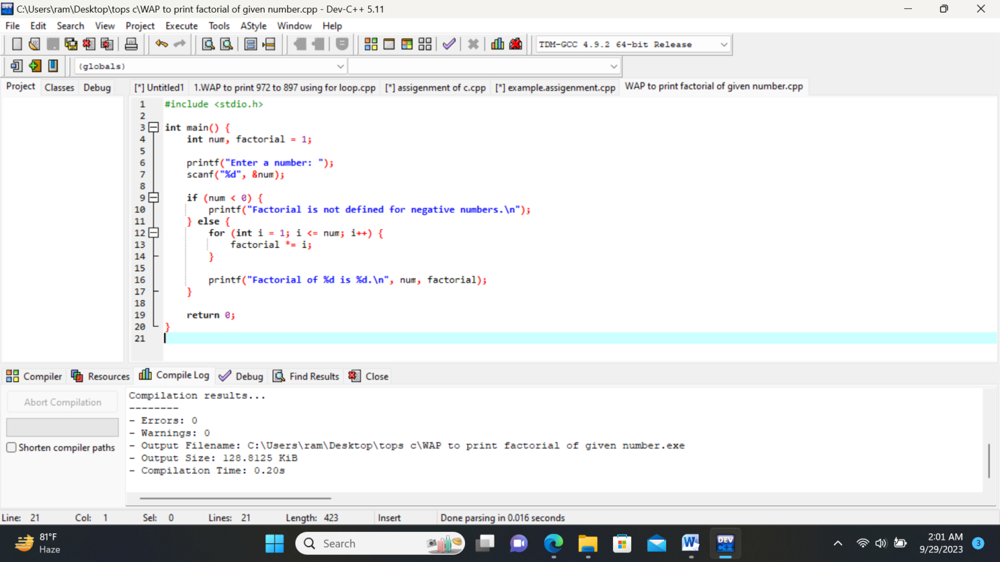 C:\Users\ram\Desktop\tops c\WAP to print factorial of given number.cpp - Dev-C++ 5.11
File Edit Search View Project Execute Tools AStyle Window Help
TDM-GCC 4.9.2 64-bit Release
(globals)
Project Classes Debug
[*] Untitled1 1.WAP to print 972 to 897 using for loop.cpp [*] assigenment of c.cpp [*] example.assigenment.cpp WAP to print factorial of given number.cpp
1 #include <stdio.h>
2
3 int main() {
4 int num, factorial = 1;
5
6 printf("Enter a number: ");
7 scanf("%d", &num);
8
9 if (num < 0) {
10 printf("Factorial is not defined for negative numbers.\n");
11 } else {
12 for (int i = 1; i <= num; i++) {
13 factorial *= i;
14 }
15
16 printf("Factorial of %d is %d.\n", num, factorial);
17 }
18
19 return 0;
20 }
21
Compiler Resources Compile Log Debug Find Results Close
Abort Compilation
Shorten compiler paths
Compilation results...
--------
- Errors: 0
- Warnings: 0
- Output Filename: C:\Users\ram\Desktop\tops c\WAP to print factorial of given number.exe
- Output Size: 128.8125 KiB
- Compilation Time: 0.20s
Line: 21 Col: 1 Sel: 0 Lines: 21 Length: 423 Insert Done parsing in 0.016 seconds
81°F
Haze
Search
DEV
2:01 AM
9/29/2023
3